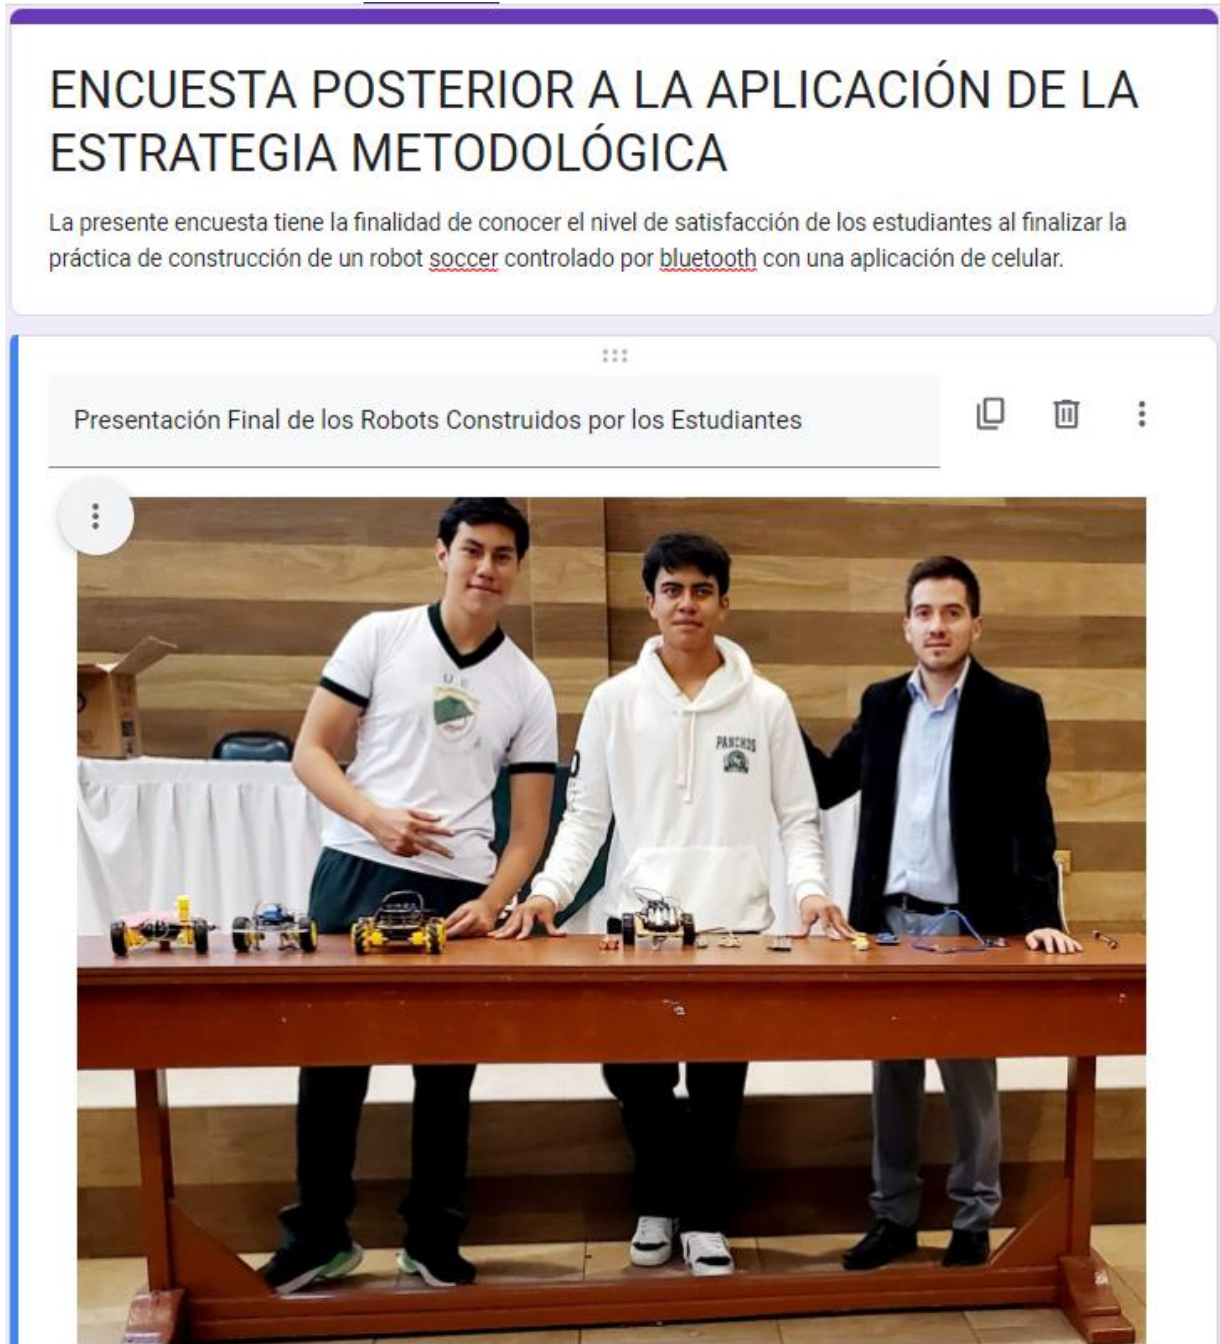 ENCUESTA POSTERIOR A LA APLICACIÓN DE LA
ESTRATEGIA METODOLÓGICA
La presente encuesta tiene la finalidad de conocer el nivel de satisfacción de los estudiantes al finalizar la
práctica de construcción de un robot soccer controlado por bluetooth con una aplicación de celular.
Presentación Final de los Robots Construidos por los Estudiantes
U.E.
PANCHOS